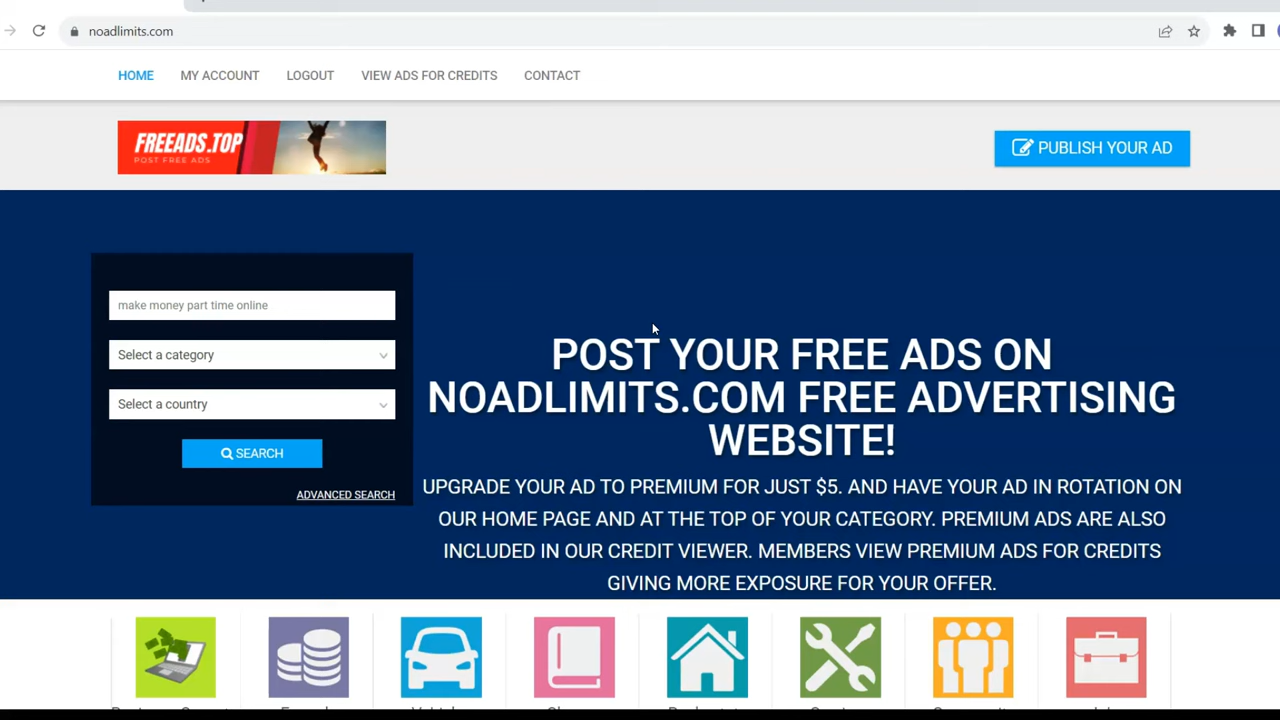 noadlimits.com
HOME MY ACCOUNT LOGOUT VIEW ADS FOR CREDITS CONTACT
FREEADS.TOP
POST FREE ADS
PUBLISH YOUR AD
make money part time online
Select a category
Select a country
SEARCH
ADVANCED SEARCH
POST YOUR FREE ADS ON
NOADLIMITS.COM FREE ADVERTISING
WEBSITE!
UPGRADE YOUR AD TO PREMIUM FOR JUST $5. AND HAVE YOUR AD IN ROTATION ON
OUR HOME PAGE AND AT THE TOP OF YOUR CATEGORY. PREMIUM ADS ARE ALSO
INCLUDED IN OUR CREDIT VIEWER. MEMBERS VIEW PREMIUM ADS FOR CREDITS
GIVING MORE EXPOSURE FOR YOUR OFFER.